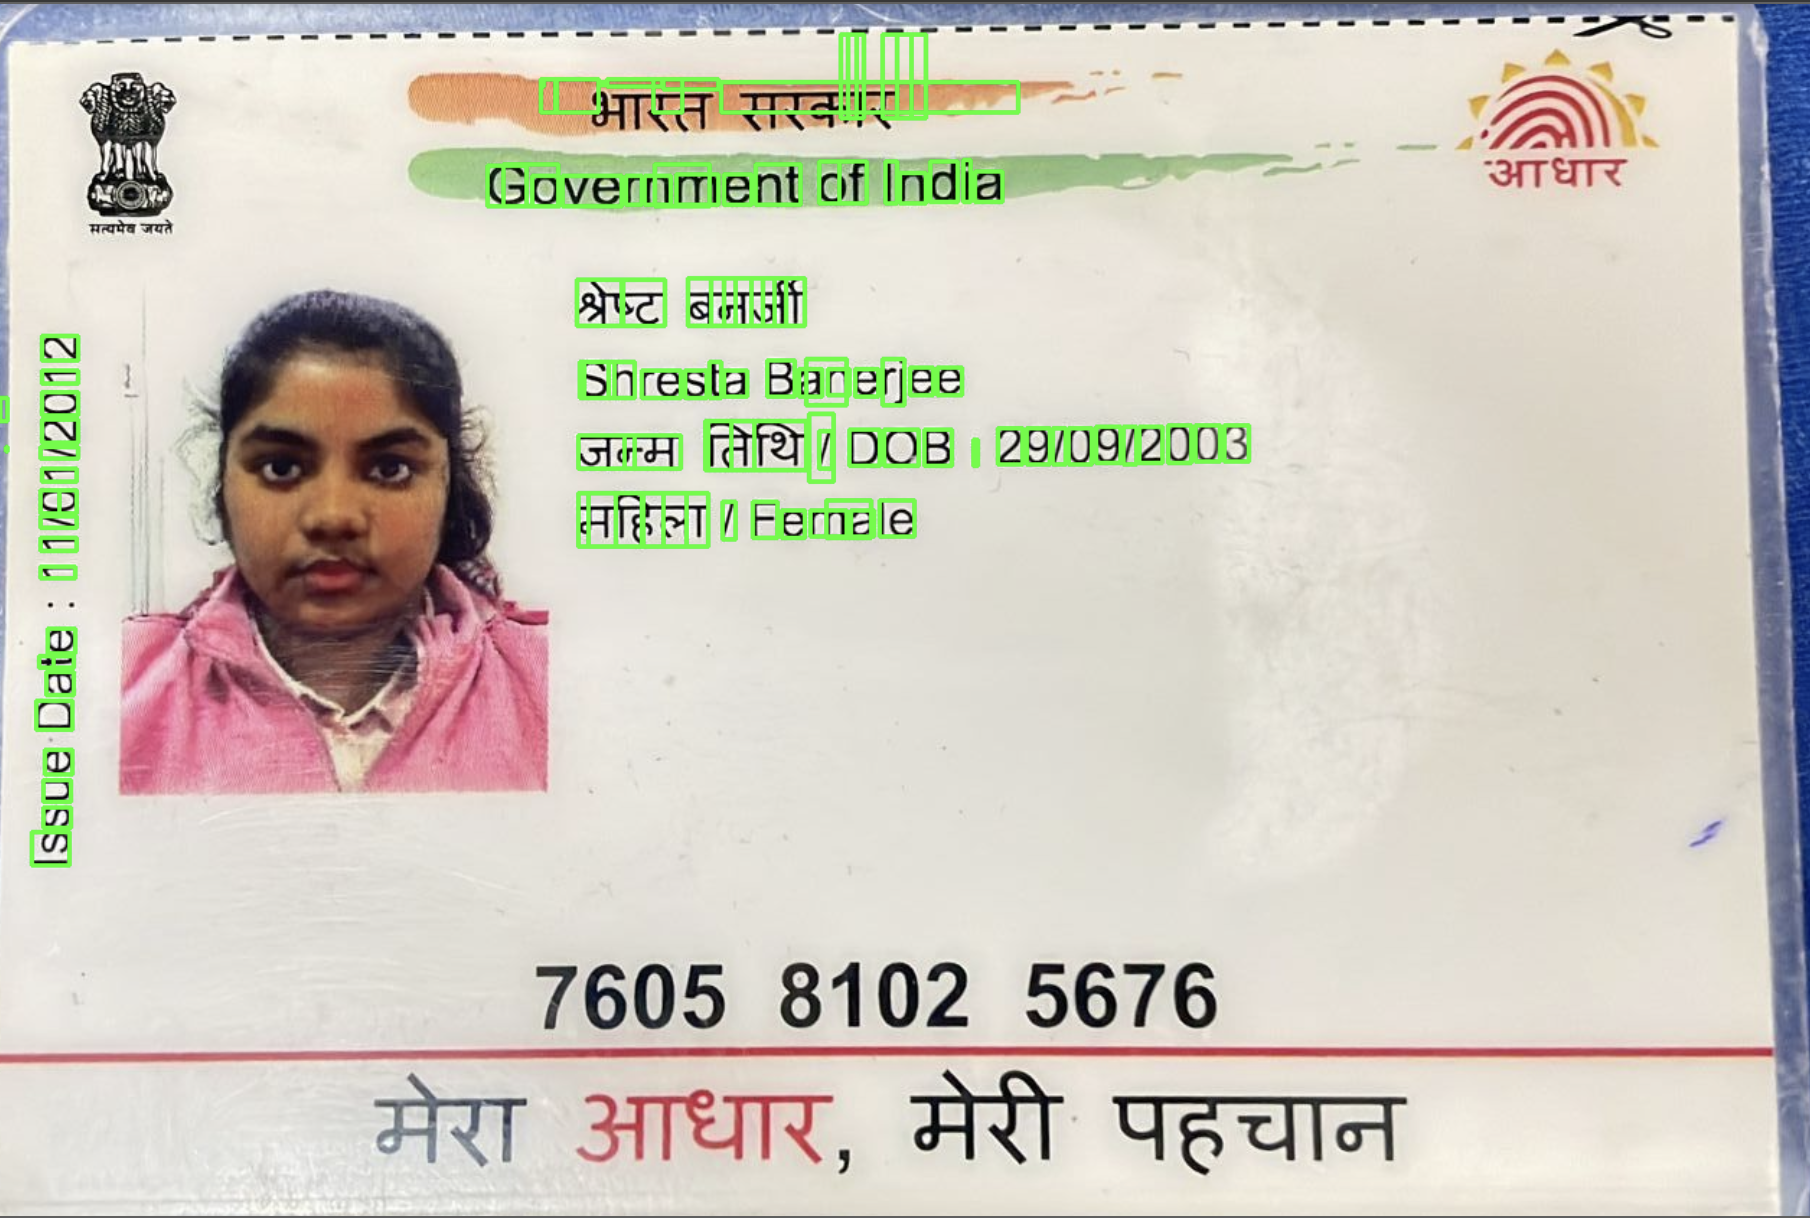 भारत सरकार
Government of India
आधार
सत्यमेव जयते
श्रेष्ट बनर्जी
Shresta Banerjee
जन्म तिथि / DOB : 29/09/2003
महिला / Female
Issue Date : 11/01/2012
7605 8102 5676
मेरा आधार, मेरी पहचान